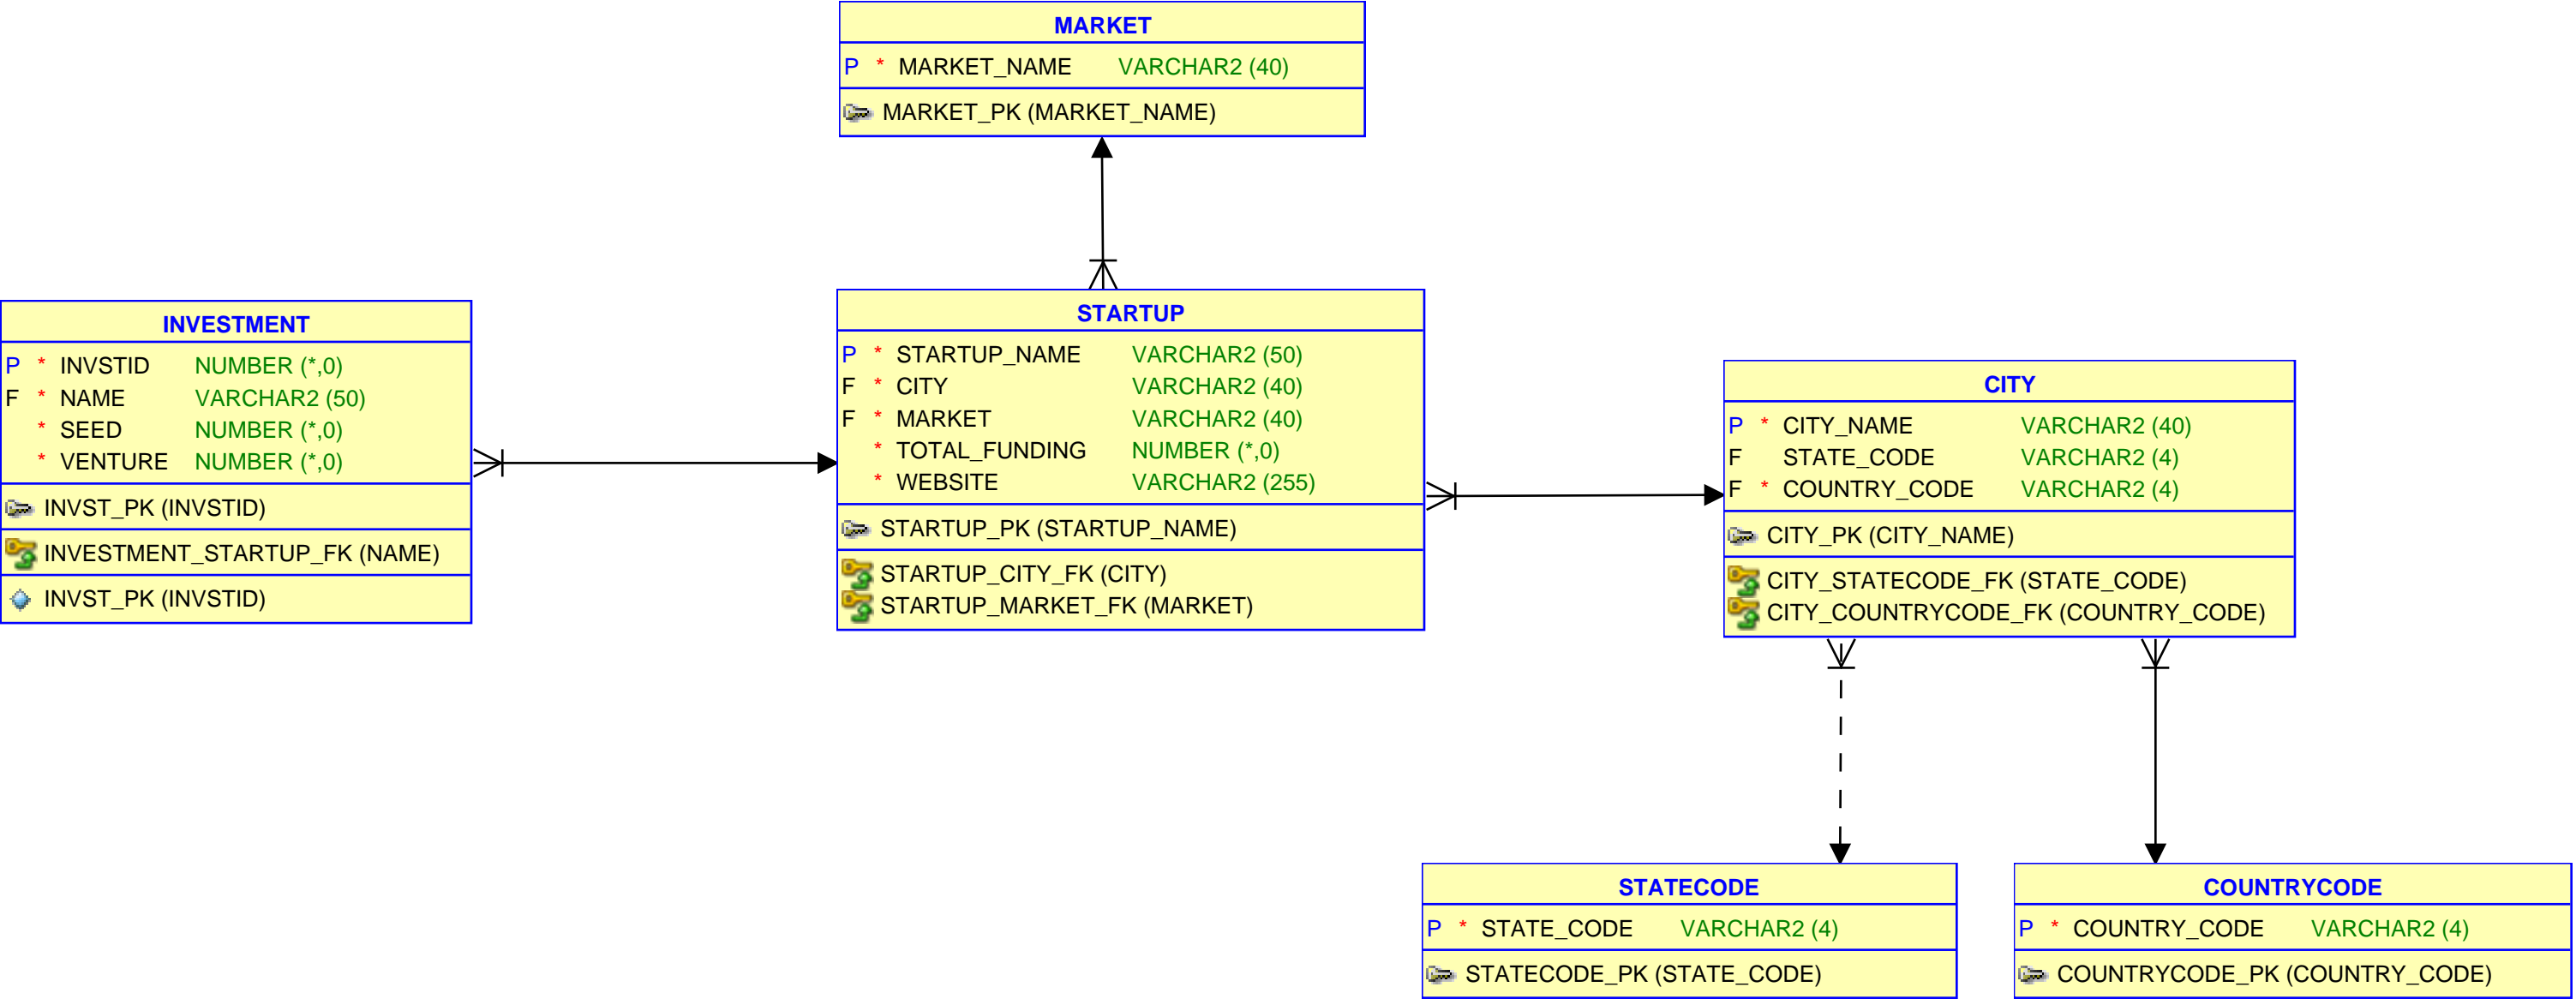 MARKET
P * MARKET_NAME VARCHAR2 (40)
MARKET_PK (MARKET_NAME)
INVESTMENT
P * INVSTID NUMBER (*,0)
F * NAME VARCHAR2 (50)
* SEED NUMBER (*,0)
* VENTURE NUMBER (*,0)
INVST_PK (INVSTID)
INVESTMENT_STARTUP_FK (NAME)
INVST_PK (INVSTID)
STARTUP
P * STARTUP_NAME VARCHAR2 (50)
F * CITY VARCHAR2 (40)
F * MARKET VARCHAR2 (40)
* TOTAL_FUNDING NUMBER (*,0)
* WEBSITE VARCHAR2 (255)
STARTUP_PK (STARTUP_NAME)
STARTUP_CITY_FK (CITY)
STARTUP_MARKET_FK (MARKET)
CITY
P * CITY_NAME VARCHAR2 (40)
F STATE_CODE VARCHAR2 (4)
F * COUNTRY_CODE VARCHAR2 (4)
CITY_PK (CITY_NAME)
CITY_STATECODE_FK (STATE_CODE)
CITY_COUNTRYCODE_FK (COUNTRY_CODE)
STATECODE
P * STATE_CODE VARCHAR2 (4)
STATECODE_PK (STATE_CODE)
COUNTRYCODE
P * COUNTRY_CODE VARCHAR2 (4)
COUNTRYCODE_PK (COUNTRY_CODE)